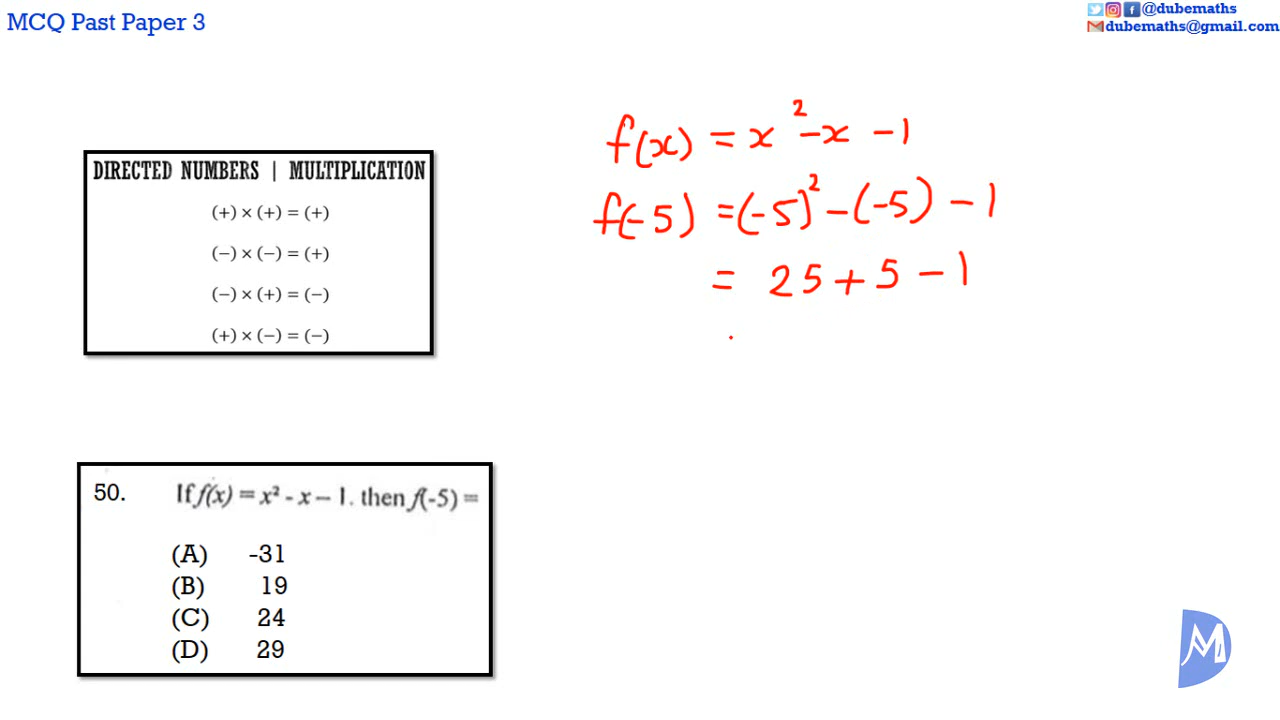 MCQ Past Paper 3
@dubemaths
dubemaths@gmail.com
DIRECTED NUMBERS | MULTIPLICATION
(+) × (+) = (+)
(−) × (−) = (+)
(−) × (+) = (−)
(+) × (−) = (−)
f(x) = x² - x - 1
f(-5) = (-5)² - (-5) - 1
= 25 + 5 - 1
50. If f(x) = x² - x – 1. then f(-5) =
(A) -31
(B) 19
(C) 24
(D) 29
DM